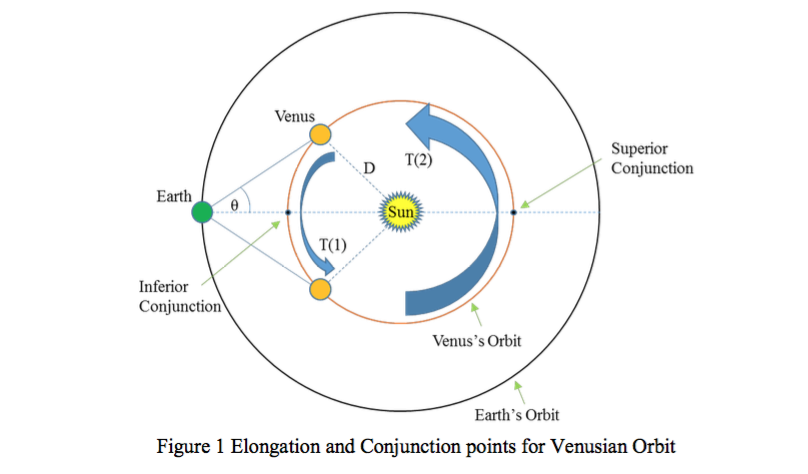 Venus
Superior
Conjunction
T(2)
D
Earth
θ
Sun
T(1)
Inferior
Conjunction
Venus's Orbit
Earth's Orbit
Figure 1 Elongation and Conjunction points for Venusian Orbit